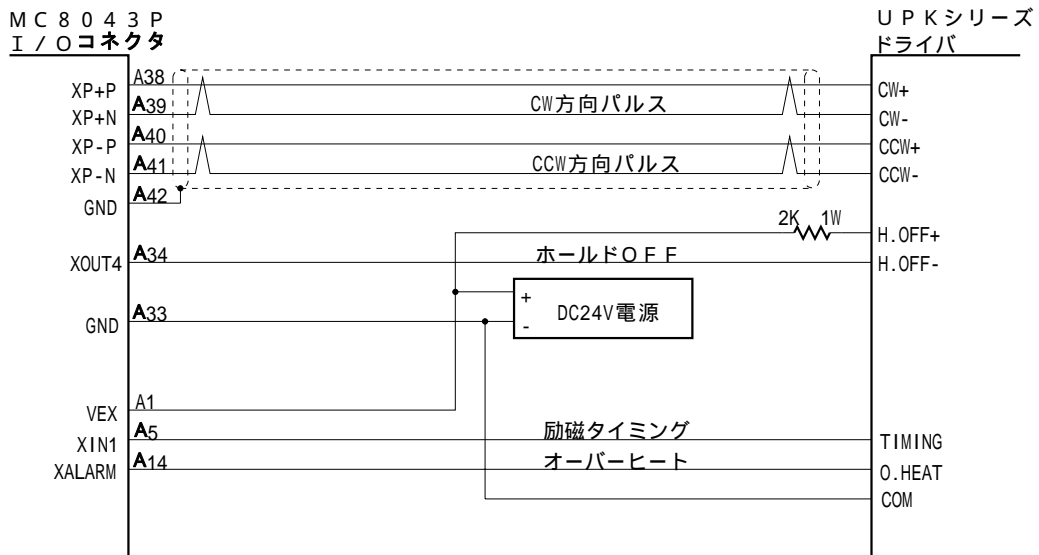 ＭＣ８０４３Ｐ
Ｉ／Ｏコネクタ
ＵＰＫシリーズ
ドライバ
XP+P A38 CW+
XP+N A39 CW方向パルス CW-
XP-P A40 CCW+
XP-N A41 CCW方向パルス CCW-
GND A42
2K 1W H.OFF+
XOUT4 A34 ホールドＯＦＦ H.OFF-
+
DC24V電源
-
GND A33
VEX A1
XIN1 A5 励磁タイミング TIMING
XALARM A14 オーバーヒート O.HEAT
COM